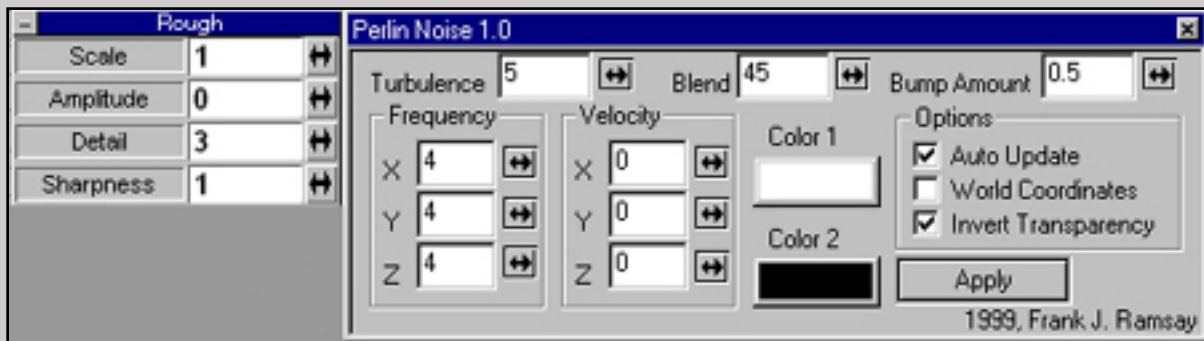 Rough
Scale 1
Amplitude 0
Detail 3
Sharpness 1
Perlin Noise 1.0
Turbulence 5 Blend 45 Bump Amount 0.5
Frequency
X 4
Y 4
Z 4
Velocity
X 0
Y 0
Z 0
Color 1
Color 2
Options
Auto Update
World Coordinates
Invert Transparency
Apply
1999, Frank J. Ramsay